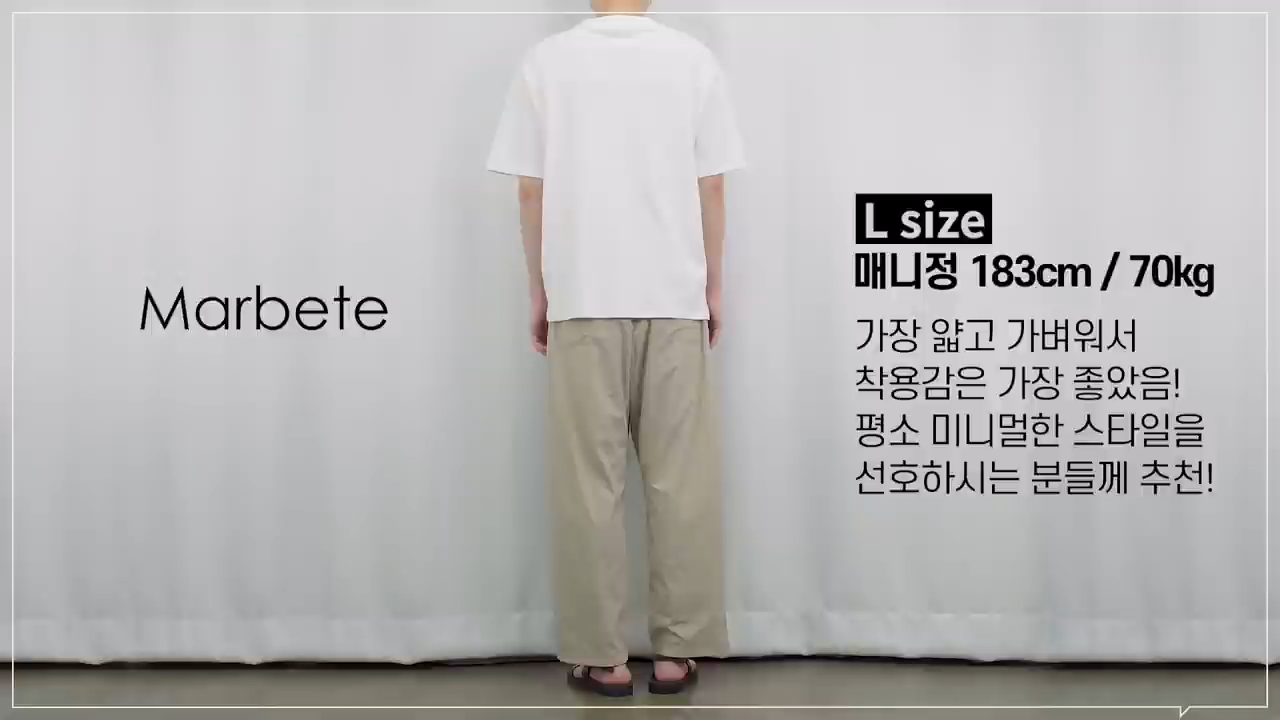 Marbete
L size
매니정 183cm / 70kg
가장 얇고 가벼워서
착용감은 가장 좋았음!
평소 미니멀한 스타일을
선호하시는 분들께 추천!